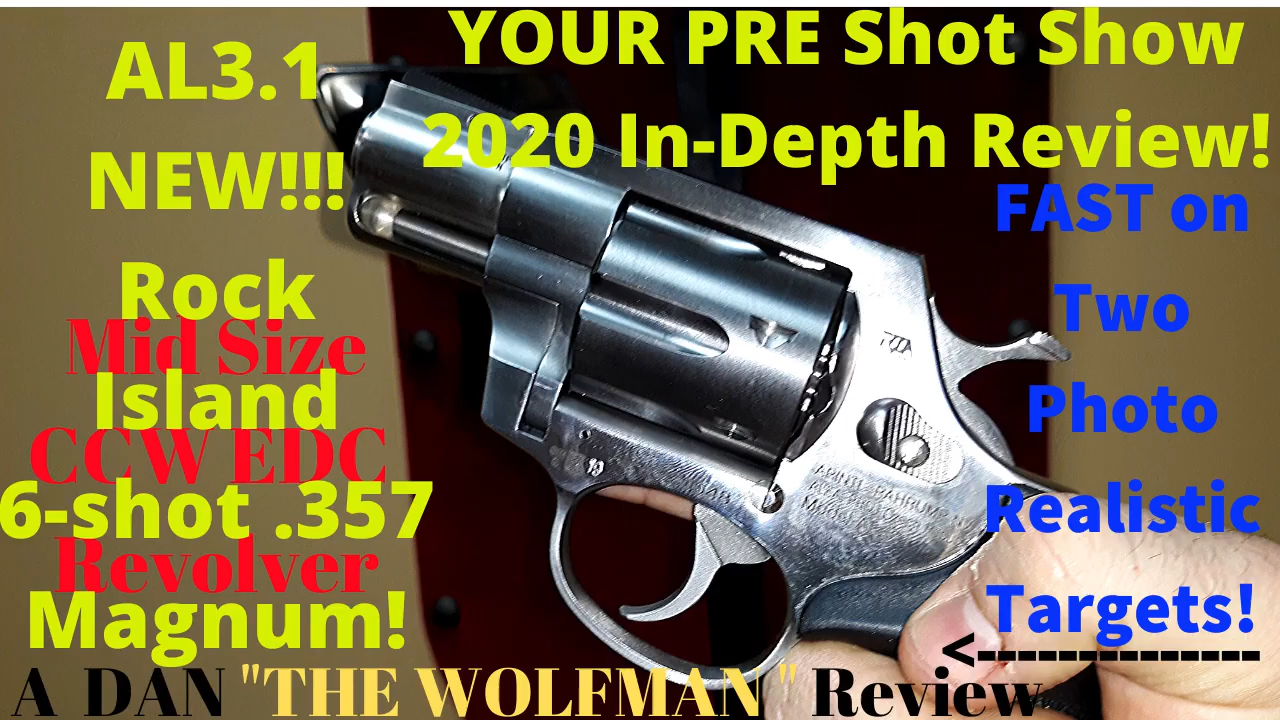 YOUR PRE Shot Show
2020 In-Depth Review!
AL3.1
NEW!!!
Rock
Island
6-shot .357
Magnum!
Mid Size
CCW EDC
Revolver
FAST on
Two
Photo
Realistic
Targets!
<--------------
A DAN "THE WOLFMAN " Review
RIA